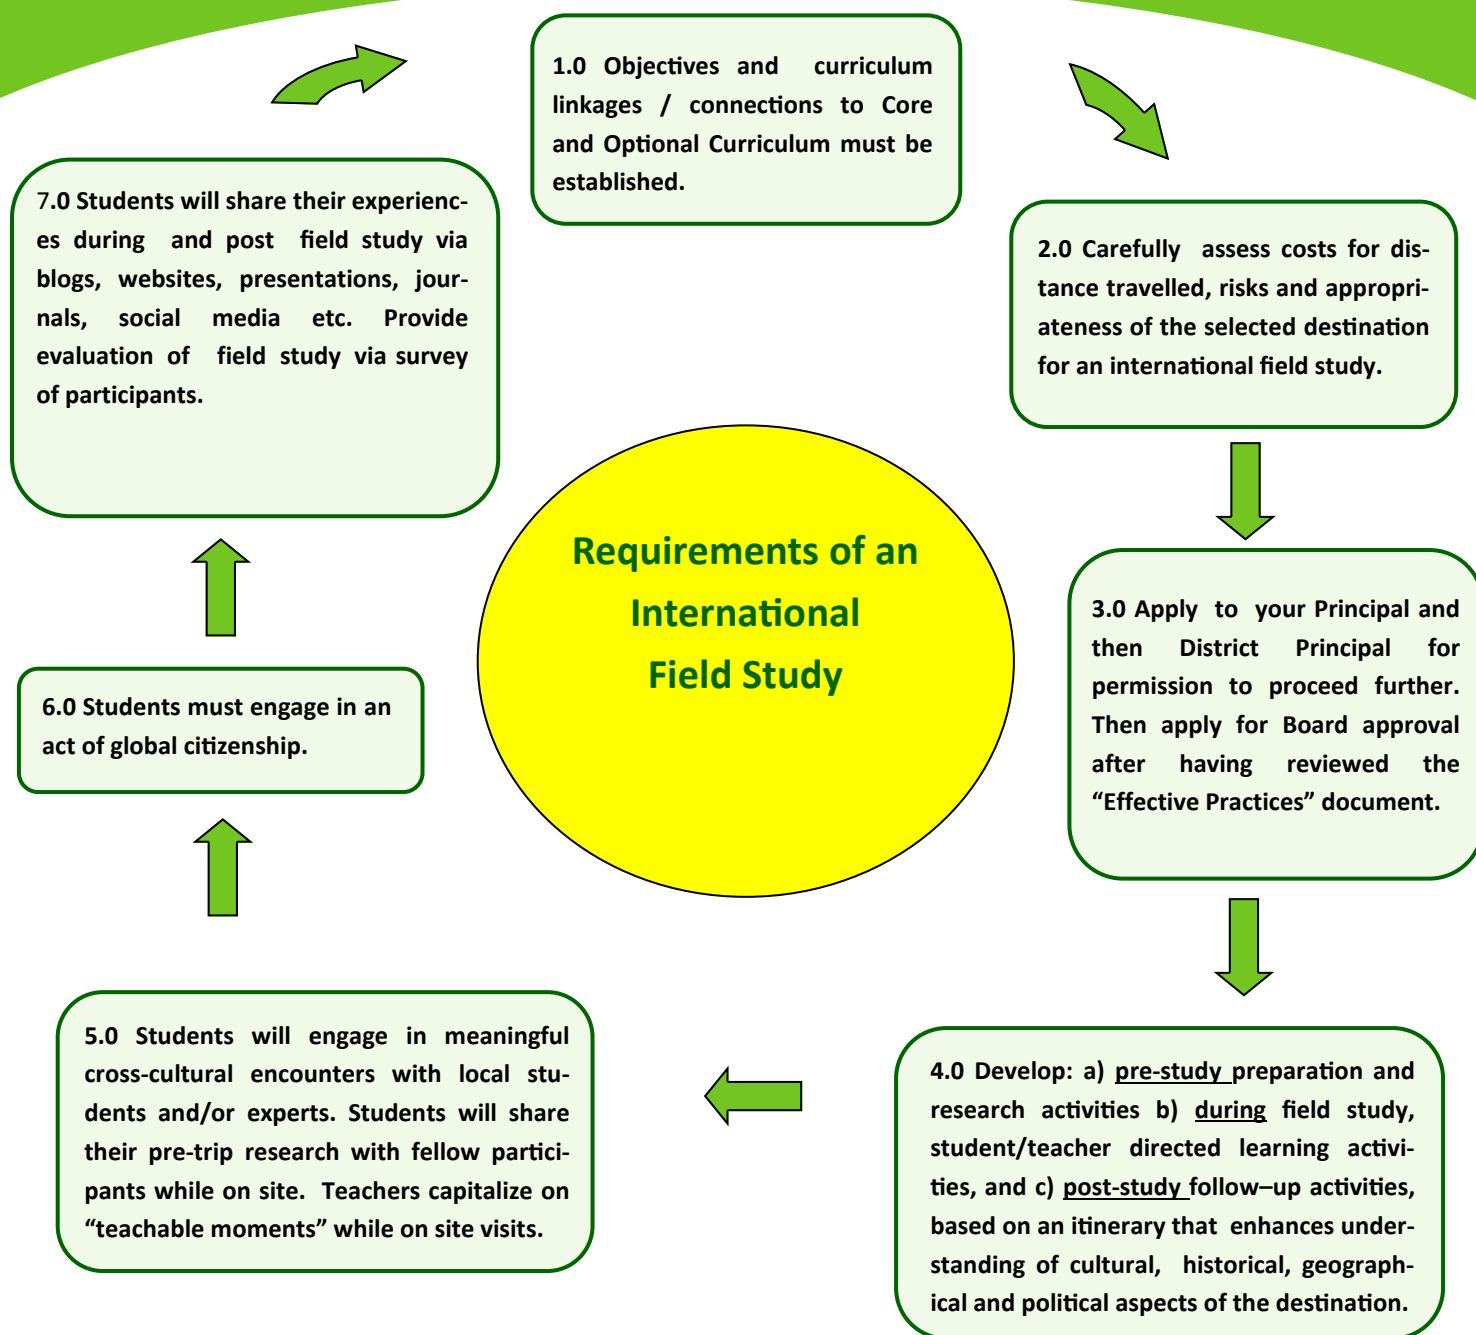 1.0 Objectives and curriculum
linkages / connections to Core
and Optional Curriculum must be
established.
2.0 Carefully assess costs for dis-
tance travelled, risks and appropri-
ateness of the selected destination
for an international field study.
3.0 Apply to your Principal and
then District Principal for
permission to proceed further.
Then apply for Board approval
after having reviewed the
“Effective Practices” document.
4.0 Develop: a) pre-study preparation and
research activities b) during field study,
student/teacher directed learning activi-
ties, and c) post-study follow–up activities,
based on an itinerary that enhances under-
standing of cultural, historical, geograph-
ical and political aspects of the destination.
5.0 Students will engage in meaningful
cross-cultural encounters with local stu-
dents and/or experts. Students will share
their pre-trip research with fellow partici-
pants while on site. Teachers capitalize on
“teachable moments” while on site visits.
6.0 Students must engage in an
act of global citizenship.
7.0 Students will share their experienc-
es during and post field study via
blogs, websites, presentations, jour-
nals, social media etc. Provide
evaluation of field study via survey
of participants.
Requirements of an
International
Field Study